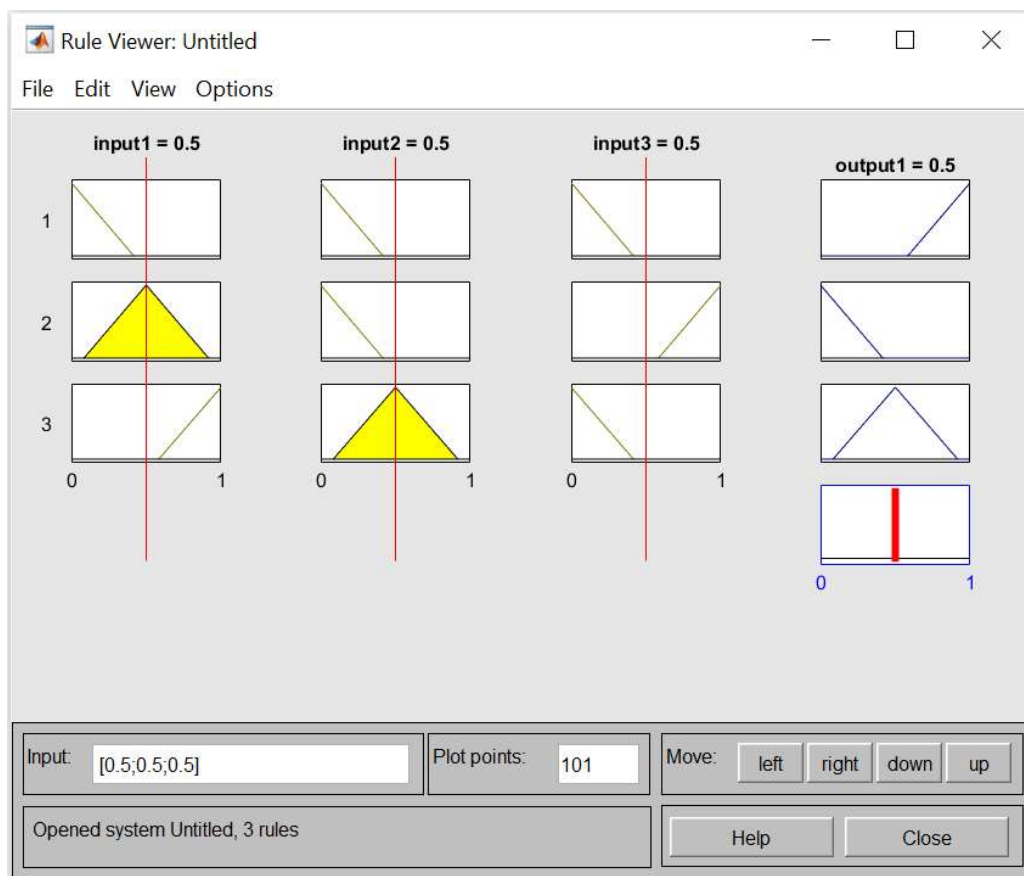 Rule Viewer: Untitled
File Edit View Options
input1 = 0.5 input2 = 0.5 input3 = 0.5 output1 = 0.5
1
2
3
0 1 0 1 0 1
0 1
Input: [0.5;0.5;0.5] Plot points: 101 Move: left right down up
Opened system Untitled, 3 rules Help Close